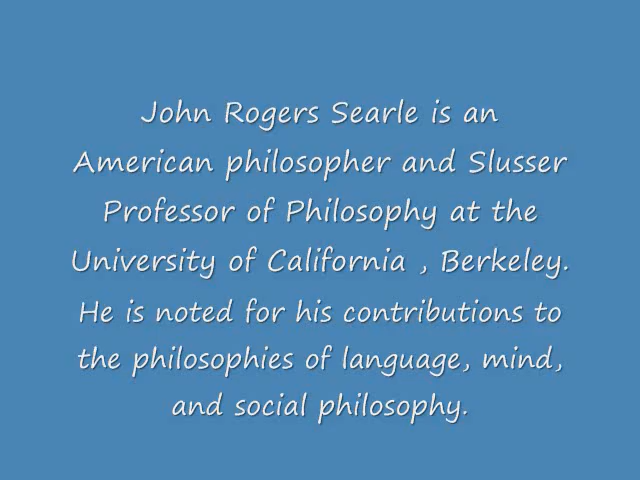 John Rogers Searle is an
American philosopher and Slusser
Professor of Philosophy at the
University of California , Berkeley.
He is noted for his contributions to
the philosophies of language, mind,
and social philosophy.